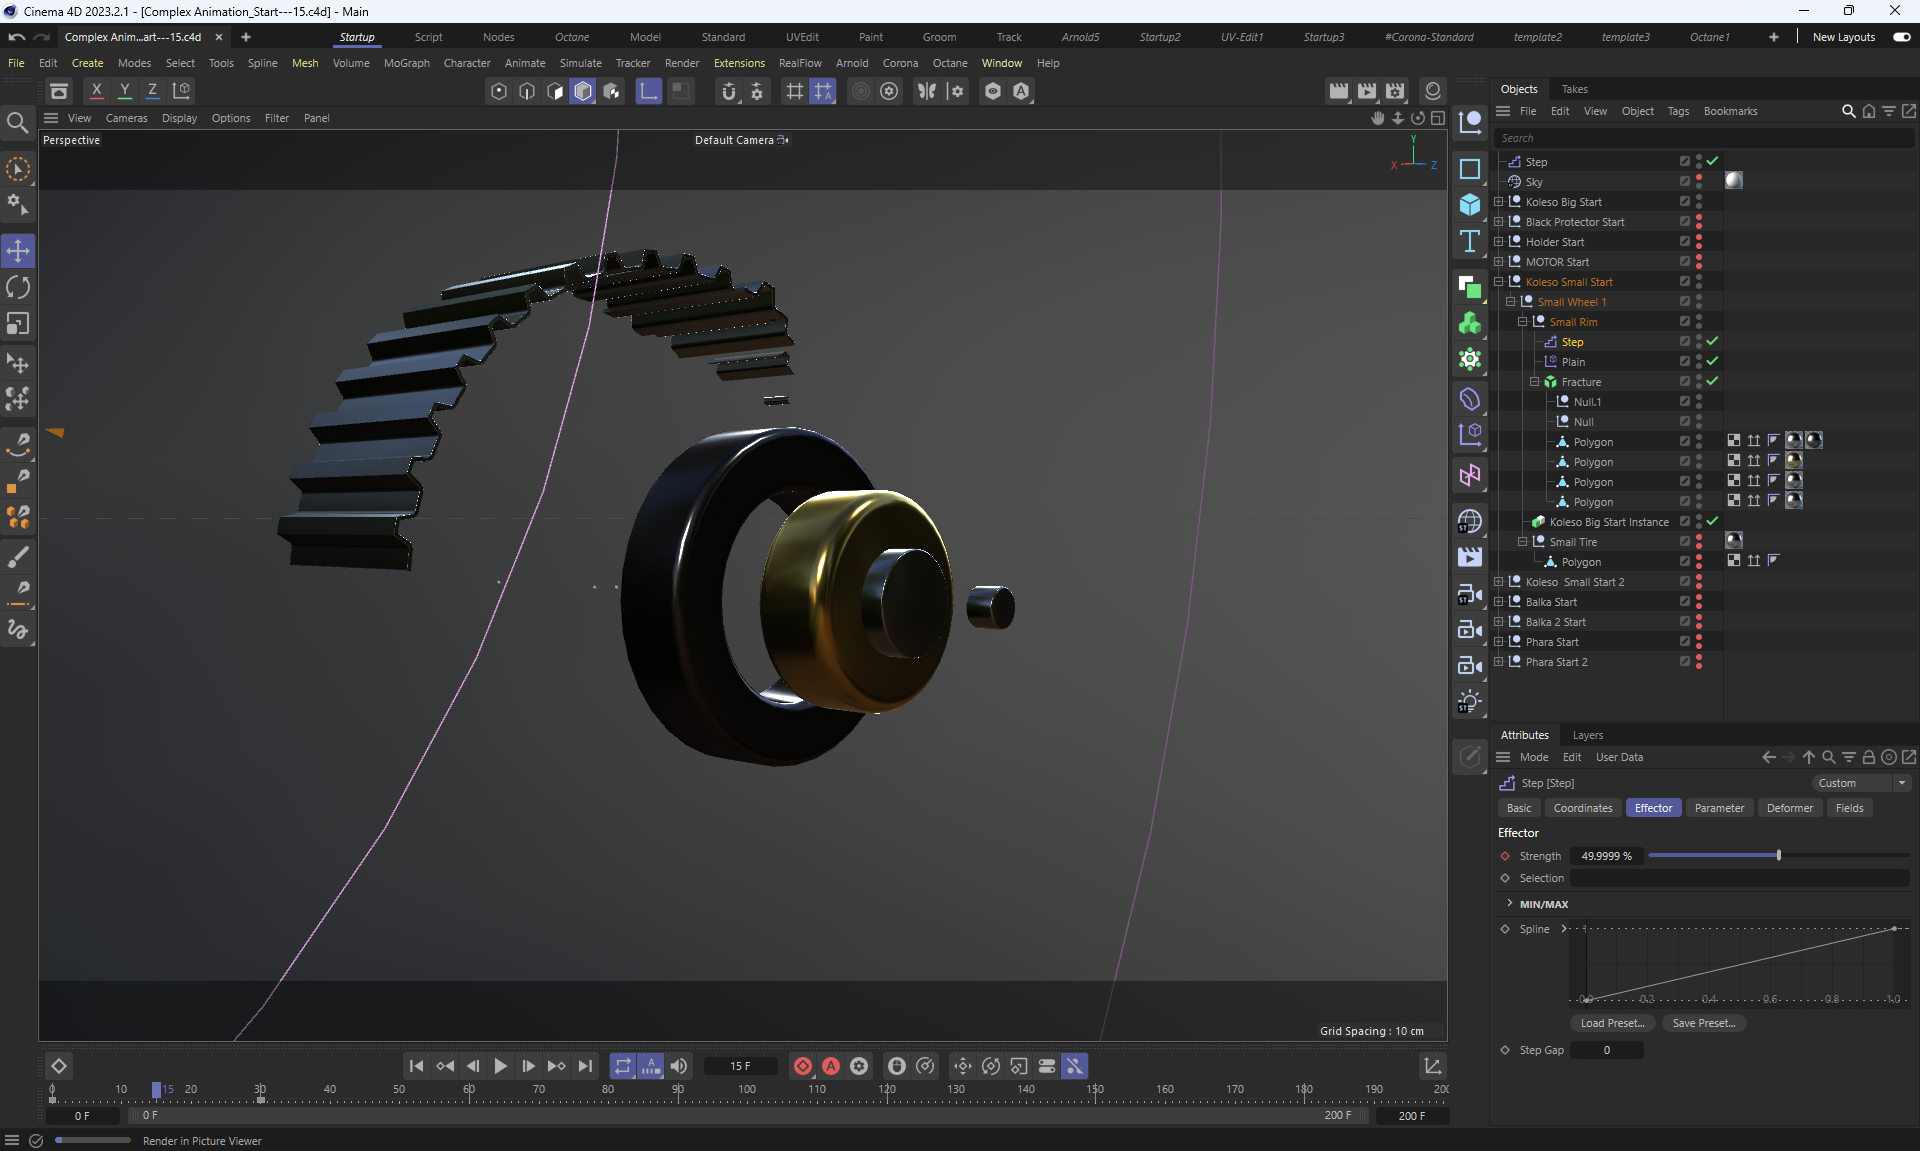 Cinema 4D 2023.2.1 - [Complex Animation_Start---15.c4d] - Main
Complex Anim...art---15.c4d
Startup Script Nodes Octane Model Standard UVEdit Paint Groom Track Arnold5 Startup2 UV-Edit1 Startup3 #Corona-Standard template2 template3 Octane1 New Layouts
File Edit Create Modes Select Tools Spline Mesh Volume MoGraph Character Animate Simulate Tracker Render Extensions RealFlow Arnold Corona Octane Window Help
X Y Z
View Cameras Display Options Filter Panel
Perspective
Default Camera
Y
X Z
Grid Spacing : 10 cm
Objects Takes
File Edit View Object Tags Bookmarks
Search
Step
Sky
Koleso Big Start
Black Protector Start
Holder Start
MOTOR Start
Koleso Small Start
Small Wheel 1
Small Rim
Step
Plain
Fracture
Null.1
Null
Polygon
Polygon
Polygon
Polygon
Koleso Big Start Instance
Small Tire
Polygon
Koleso Small Start 2
Balka Start
Balka 2 Start
Phara Start
Phara Start 2
Attributes Layers
Mode Edit User Data
Step [Step]
Custom
Basic Coordinates Effector Parameter Deformer Fields
Effector
Strength 49.9999 %
Selection
MIN/MAX
Spline
0.0 0.2 0.4 0.6 0.8 1.0
Load Preset... Save Preset...
Step Gap 0
15 F
0 10 15 20 30 40 50 60 70 80 90 100 110 120 130 140 150 160 170 180 190 200
0 F 0 F 200 F 200 F
Render in Picture Viewer